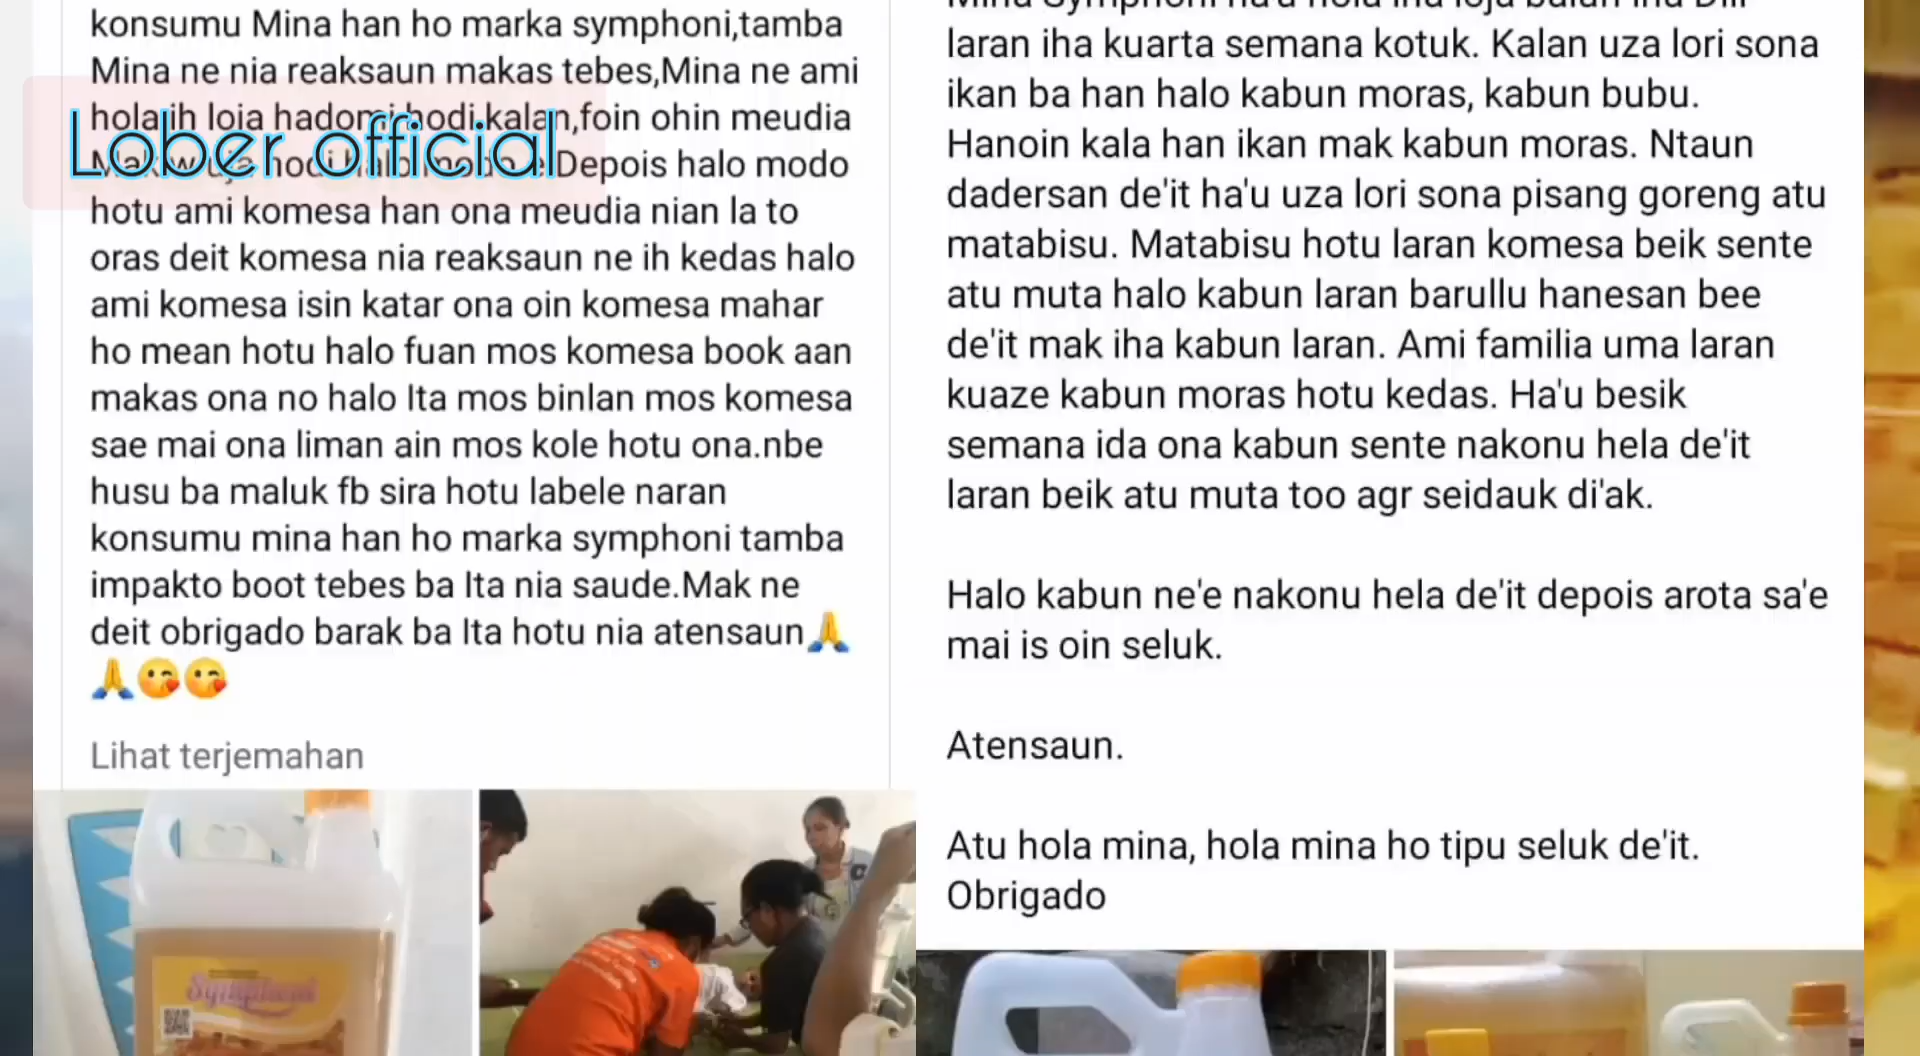 konsumu Mina han ho marka symphoni,tamba
Mina ne nia reaksaun makas tebes,Mina ne ami
hola ih loja hadomi hodi kalan,foin ohin meudia
Lober official
Depois halo modo
hotu ami komesa han ona meudia nian la to
oras deit komesa nia reaksaun ne ih kedas halo
ami komesa isin katar ona oin komesa mahar
ho mean hotu halo fuan mos komesa book aan
makas ona no halo Ita mos binlan mos komesa
sae mai ona liman ain mos kole hotu ona.nbe
husu ba maluk fb sira hotu labele naran
konsumu mina han ho marka symphoni tamba
impakto boot tebes ba Ita nia saude.Mak ne
deit obrigado barak ba Ita hotu nia atensaun🙏
🙏😘😘
Lihat terjemahan
Symphoni
laran iha kuarta semana kotuk. Kalan uza lori sona
ikan ba han halo kabun moras, kabun bubu.
Hanoin kala han ikan mak kabun moras. Ntaun
dadersan de'it ha'u uza lori sona pisang goreng atu
matabisu. Matabisu hotu laran komesa beik sente
atu muta halo kabun laran barullu hanesan bee
de'it mak iha kabun laran. Ami familia uma laran
kuaze kabun moras hotu kedas. Ha'u besik
semana ida ona kabun sente nakonu hela de'it
laran beik atu muta too agr seidauk di'ak.
Halo kabun ne'e nakonu hela de'it depois arota sa'e
mai is oin seluk.
Atensaun.
Atu hola mina, hola mina ho tipu seluk de'it.
Obrigado